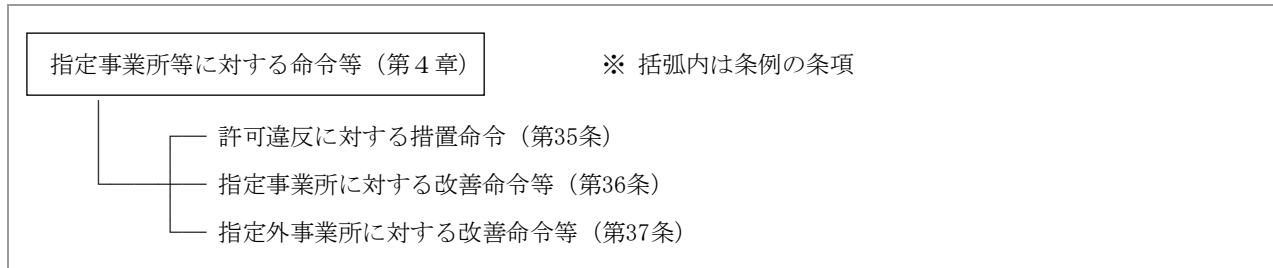 指定事業所等に対する命令等（第４章）　　※ 括弧内は条例の条項
許可違反に対する措置命令（第35条）
指定事業所に対する改善命令等（第36条）
指定外事業所に対する改善命令等（第37条）